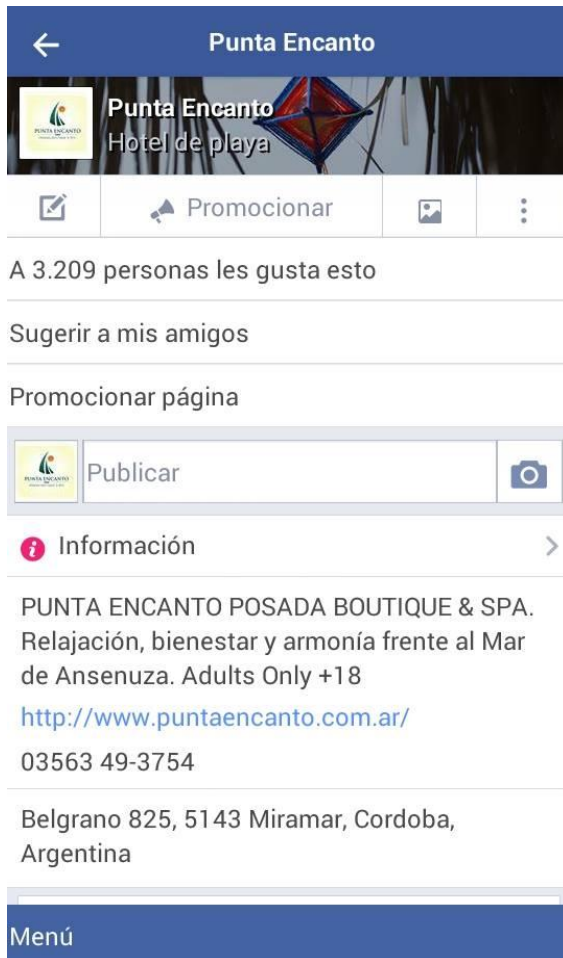 Punta Encanto
Punta Encanto
Hotel de playa
Promocionar
A 3.209 personas les gusta esto
Sugerir a mis amigos
Promocionar página
PUNTA ENCANTO
Publicar
Información
PUNTA ENCANTO POSADA BOUTIQUE & SPA.
Relajación, bienestar y armonía frente al Mar
de Ansenuza. Adults Only +18
http://www.puntaencanto.com.ar/
03563 49-3754
Belgrano 825, 5143 Miramar, Cordoba,
Argentina
Menú